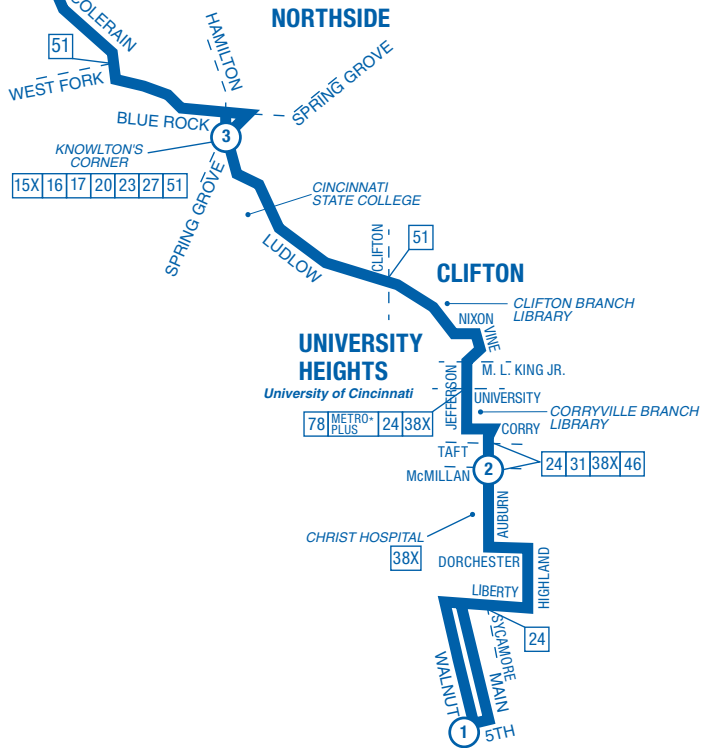 NORTHSIDE
COLERAIN
51
WEST FORK
HAMILTON
SPRING GROVE
BLUE ROCK
3
KNOWLTON'S
CORNER
15X 16 17 20 23 27 51
SPRING GROVE
CINCINNATI
STATE COLLEGE
LUDLOW
CLIFTON
51
CLIFTON
CLIFTON BRANCH
LIBRARY
NIXON
VINE
UNIVERSITY
HEIGHTS
University of Cincinnati
M. L. KING JR.
JEFFERSON
UNIVERSITY
78 METRO* PLUS 24 38X
CORRYVILLE BRANCH
LIBRARY
CORRY
TAFT
McMILLAN
2
24 31 38X 46
AUBURN
CHRIST HOSPITAL
38X
DORCHESTER
HIGHLAND
LIBERTY
24
SYCAMORE
WALNUT
MAIN
1
5TH